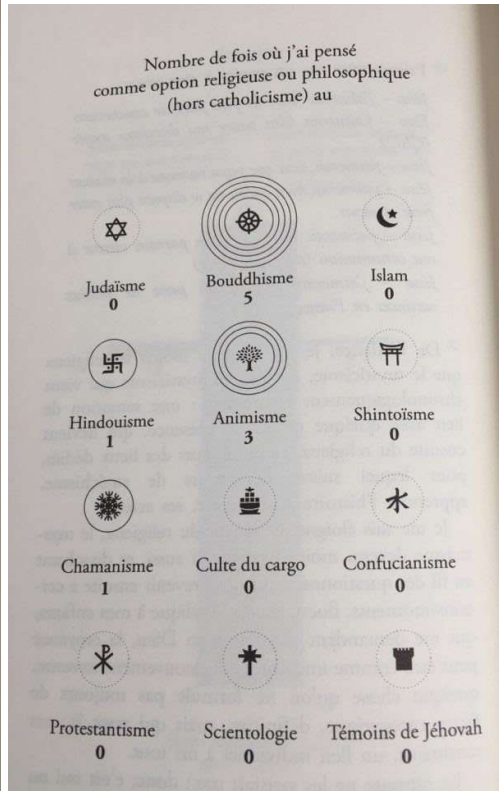 Nombre de fois où j'ai pensé
comme option religieuse ou philosophique
(hors catholicisme) au
Judaïsme
0
Bouddhisme
5
Islam
0
Hindouisme
1
Animisme
3
Shintoïsme
0
Chamanisme
1
Culte du cargo
0
Confucianisme
0
Protestantisme
0
Scientologie
0
Témoins de Jéhovah
0